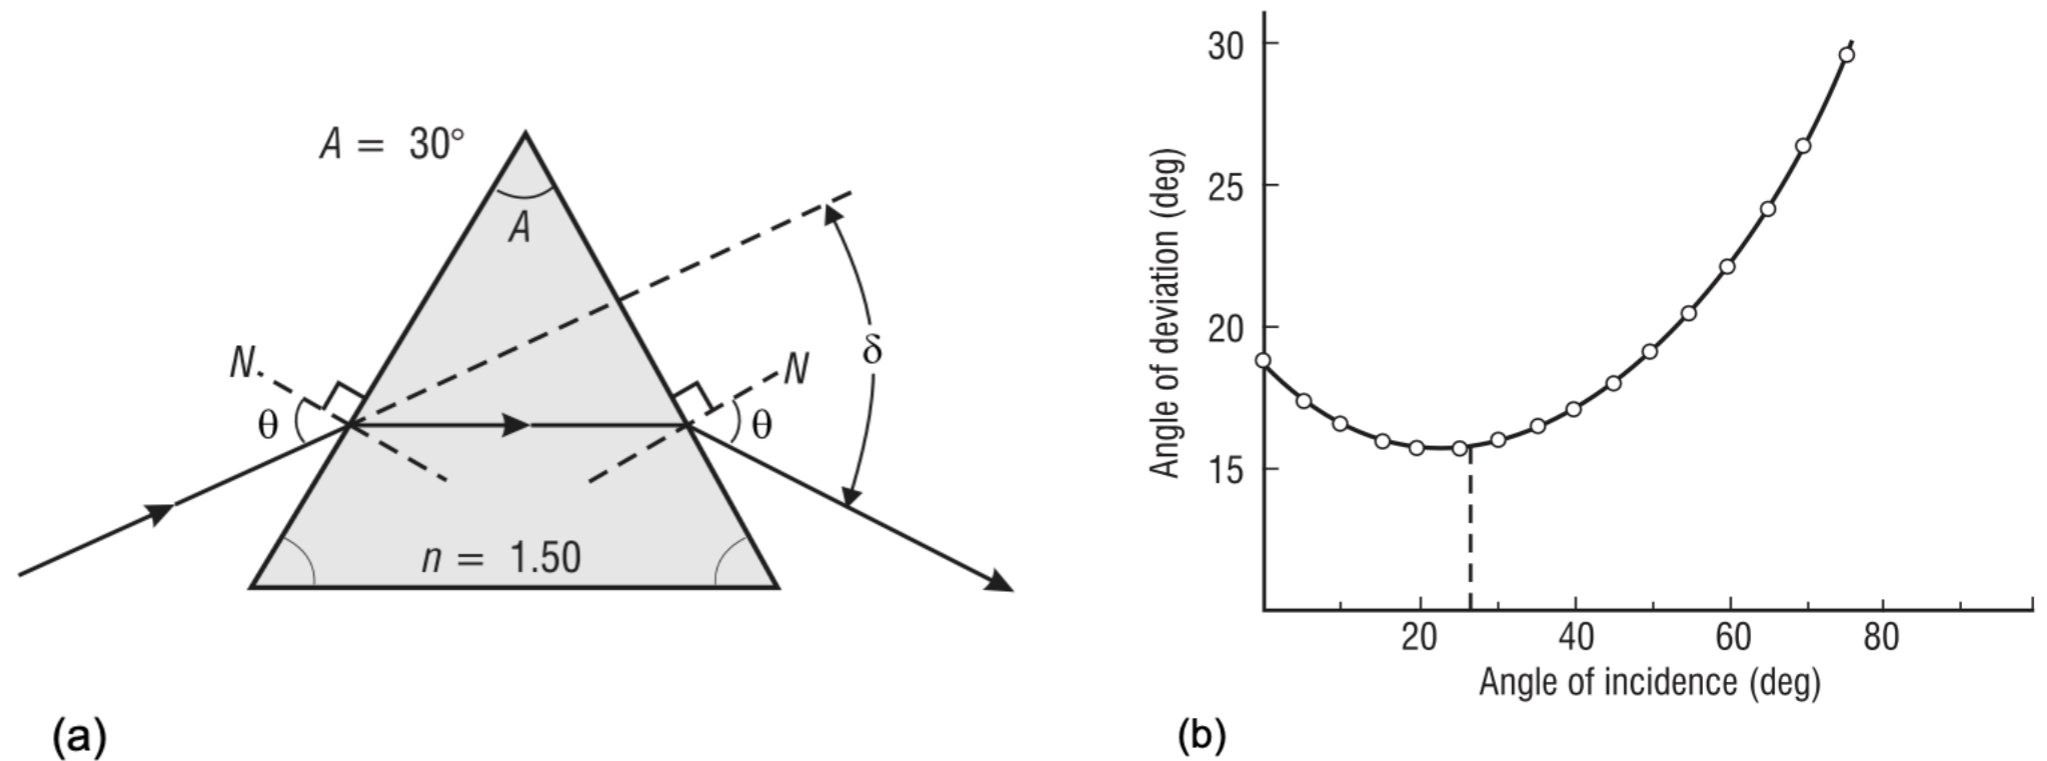 A = 30°
A
N
θ
N
θ
δ
n = 1.50
(a)
Angle of deviation (deg)
30
25
20
15
20 40 60 80
Angle of incidence (deg)
(b)